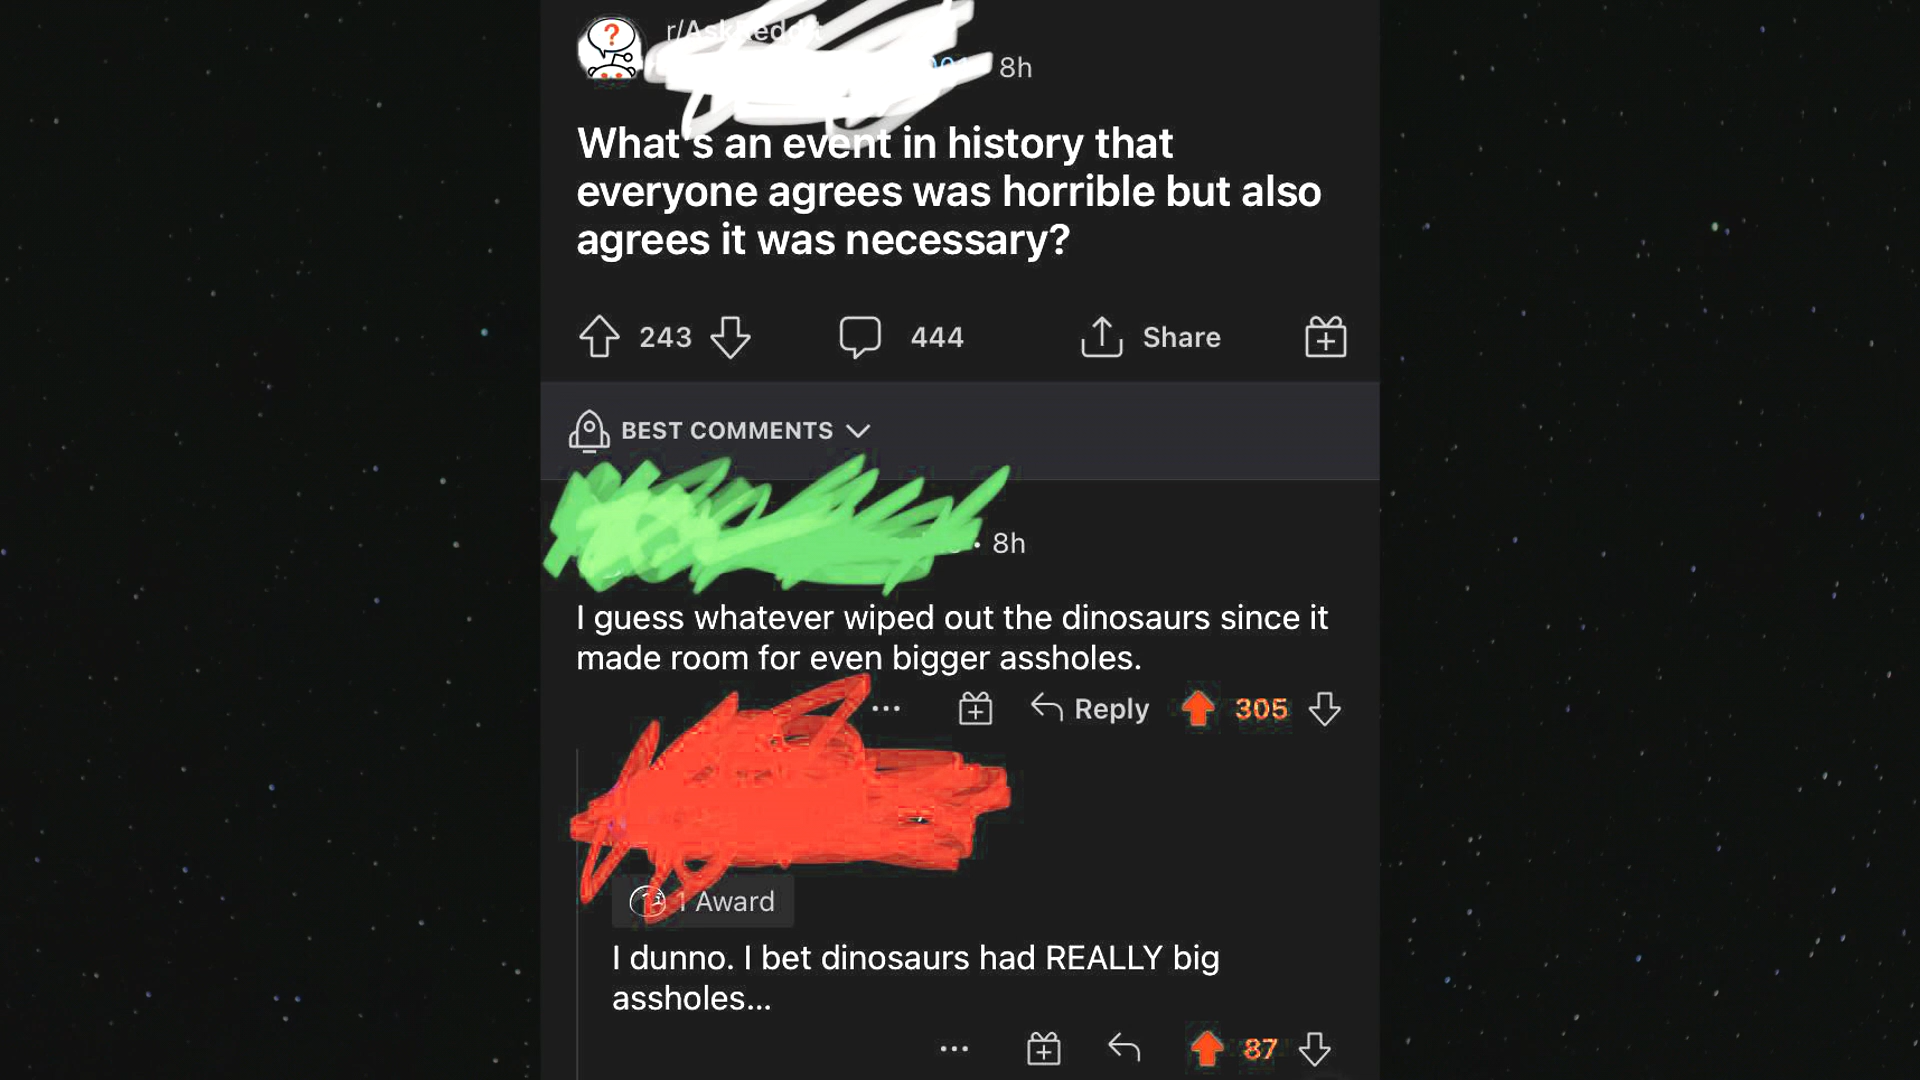 r/AskReddit
8h
What's an event in history that
everyone agrees was horrible but also
agrees it was necessary?
243
444
Share
BEST COMMENTS
• 8h
I guess whatever wiped out the dinosaurs since it
made room for even bigger assholes.
... Reply 305
1 Award
I dunno. I bet dinosaurs had REALLY big
assholes...
... 87